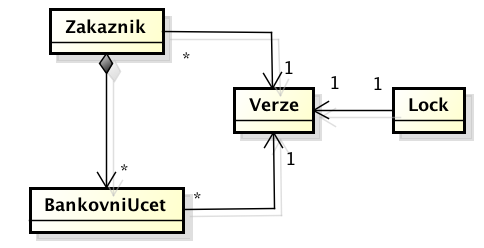 Zakaznik
* 1
1 1
Verze Lock
* 1
* 
BankovniUcet